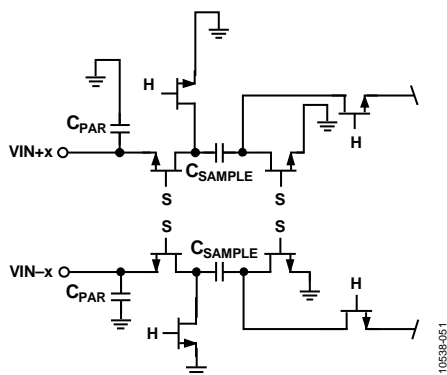 H
C_PAR
VIN+x
C_SAMPLE
H
S
S
S
S
C_SAMPLE
VIN−x
C_PAR
H
H
10538-051